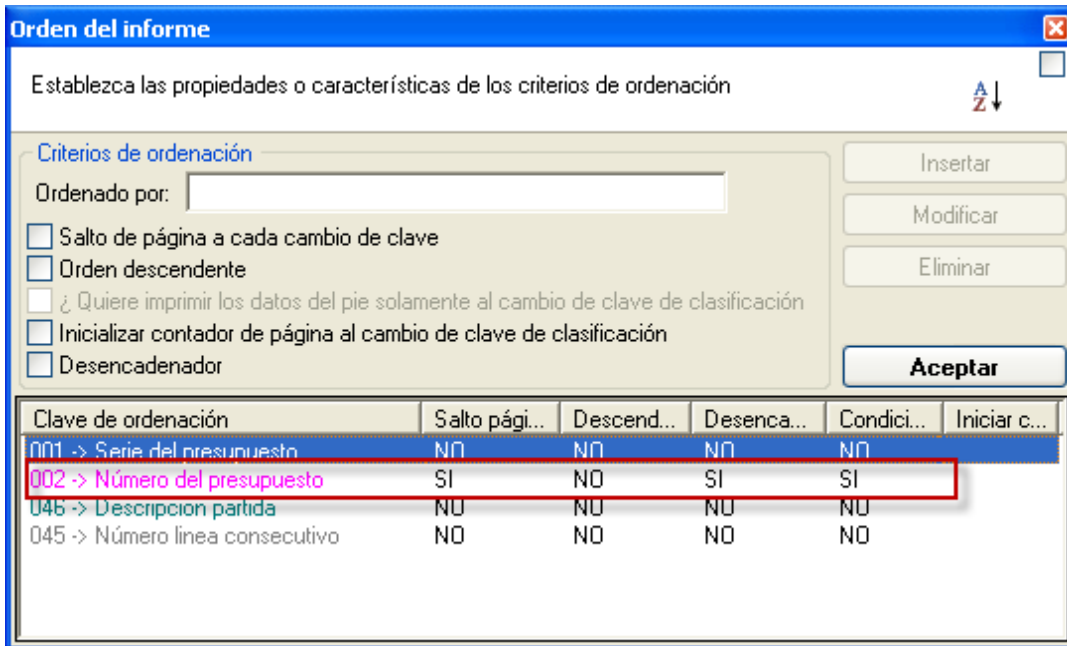 Orden del informe
Establezca las propiedades o características de los criterios de ordenación
A
Z
Criterios de ordenación
Ordenado por:
Salto de página a cada cambio de clave
Orden descendente
¿ Quiere imprimir los datos del pie solamente al cambio de clave de clasificación
Inicializar contador de página al cambio de clave de clasificación
Desencadenador
Insertar
Modificar
Eliminar
Aceptar
Clave de ordenación Salto pági... Descend... Desenca... Condici... Iniciar c...
001 -> Serie del presupuesto NO NO NO NO
002 -> Número del presupuesto SI NO SI SI
046 -> Descripción partida NO NO NO NO
045 -> Número linea consecutivo NO NO NO NO